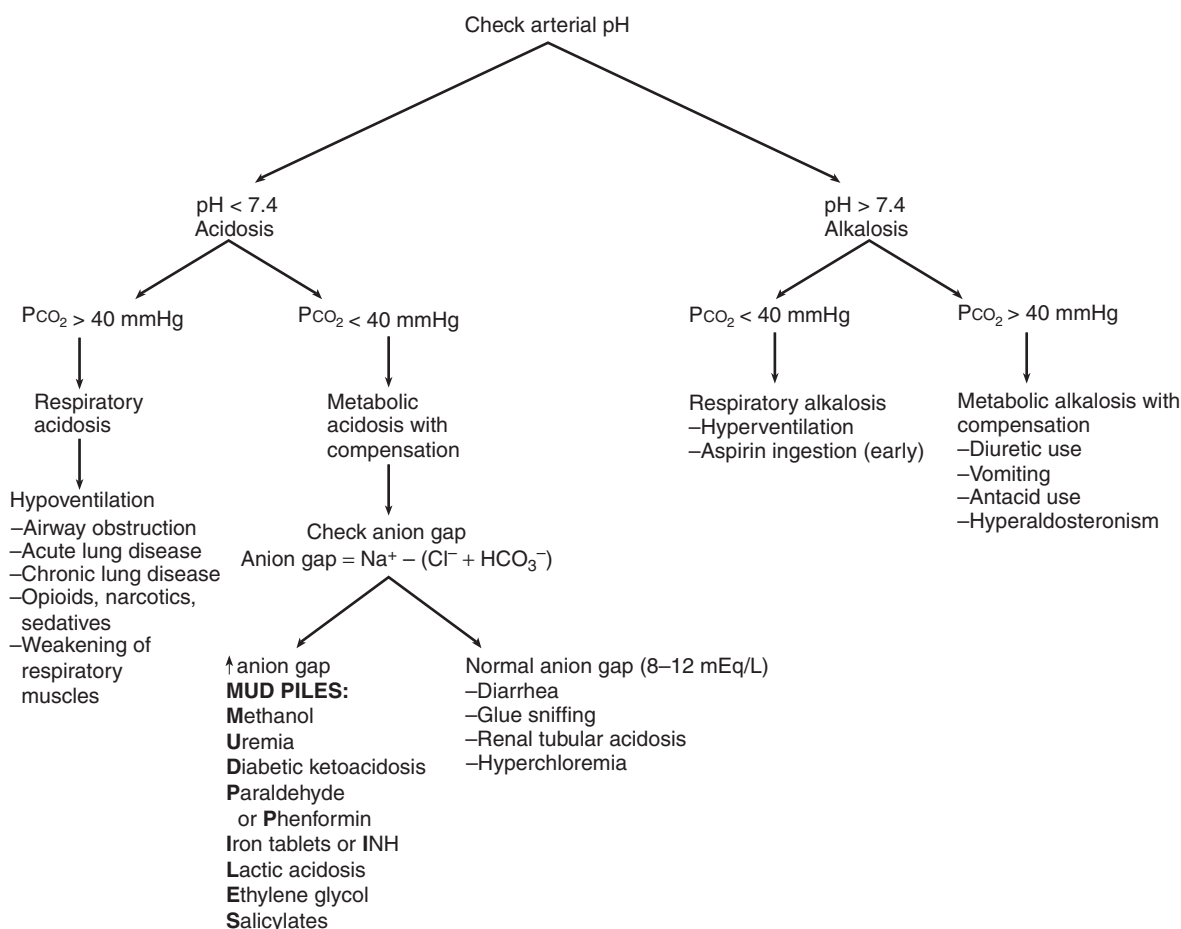 Check arterial pH
pH < 7.4
Acidosis
pH > 7.4
Alkalosis
PCO₂ > 40 mmHg
PCO₂ < 40 mmHg
PCO₂ < 40 mmHg
PCO₂ > 40 mmHg
Respiratory
acidosis
Hypoventilation
–Airway obstruction
–Acute lung disease
–Chronic lung disease
–Opioids, narcotics,
sedatives
–Weakening of
respiratory
muscles
Metabolic
acidosis with
compensation
Check anion gap
Anion gap = Na⁺ – (Cl⁻ + HCO₃⁻)
↑ anion gap
MUD PILES:
Methanol
Uremia
Diabetic ketoacidosis
Paraldehyde
or Phenformin
Iron tablets or INH
Lactic acidosis
Ethylene glycol
Salicylates
Normal anion gap (8–12 mEq/L)
–Diarrhea
–Glue sniffing
–Renal tubular acidosis
–Hyperchloremia
Respiratory alkalosis
–Hyperventilation
–Aspirin ingestion (early)
Metabolic alkalosis with
compensation
–Diuretic use
–Vomiting
–Antacid use
–Hyperaldosteronism